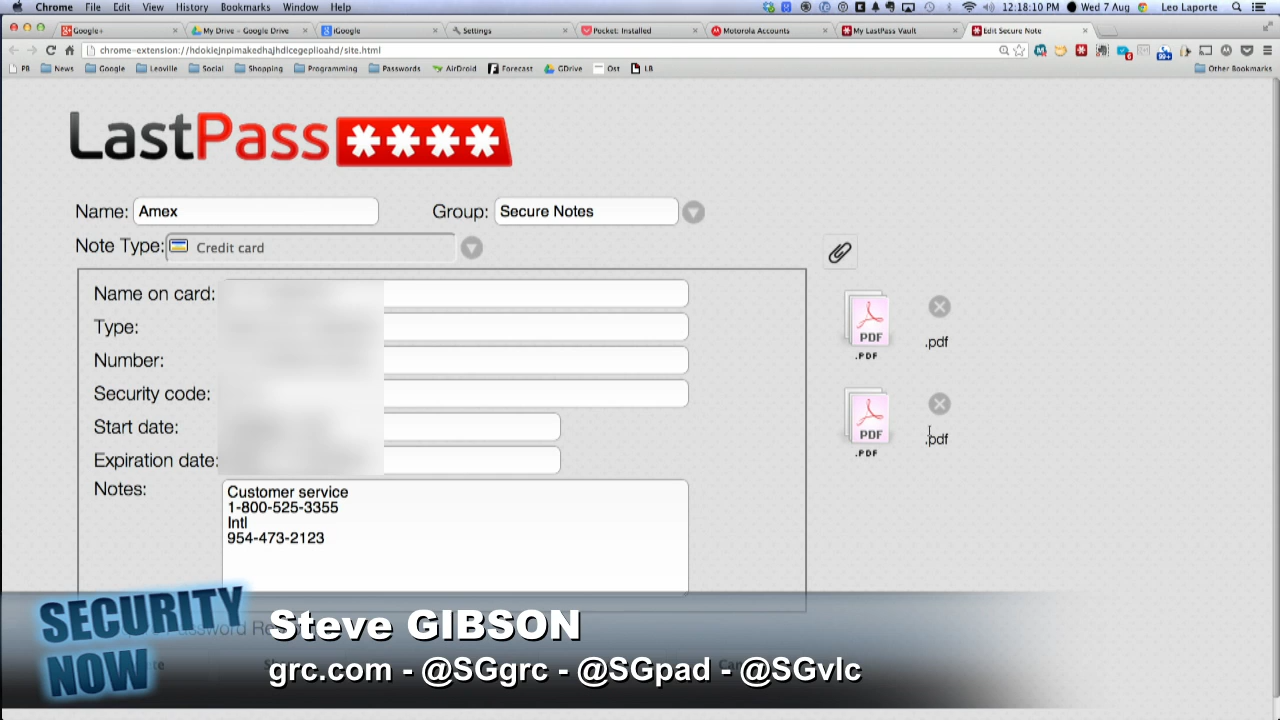 Chrome File Edit View History Bookmarks Window Help 12:18:10 PM Wed 7 Aug Leo Laporte
Google+ My Drive - Google Drive iGoogle Settings Pocket: Installed Motorola Accounts My LastPass Vault Edit Secure Note
chrome-extension://hdokiejnpimakedhajhdlcegeplioahd/site.html
PB News Google Leoville Social Shopping Programming Passwords AirDroid Forecast GDrive Ost LB Other Bookmarks
LastPass ****
Name: Amex Group: Secure Notes
Note Type: Credit card
Name on card:
Type:
Number:
Security code:
Start date:
Expiration date:
Notes: Customer service
1-800-525-3355
Intl
954-473-2123
PDF
.PDF
.pdf
PDF
.PDF
.pdf
SECURITY NOW
Steve GIBSON
grc.com - @SGgrc - @SGpad - @SGvlc